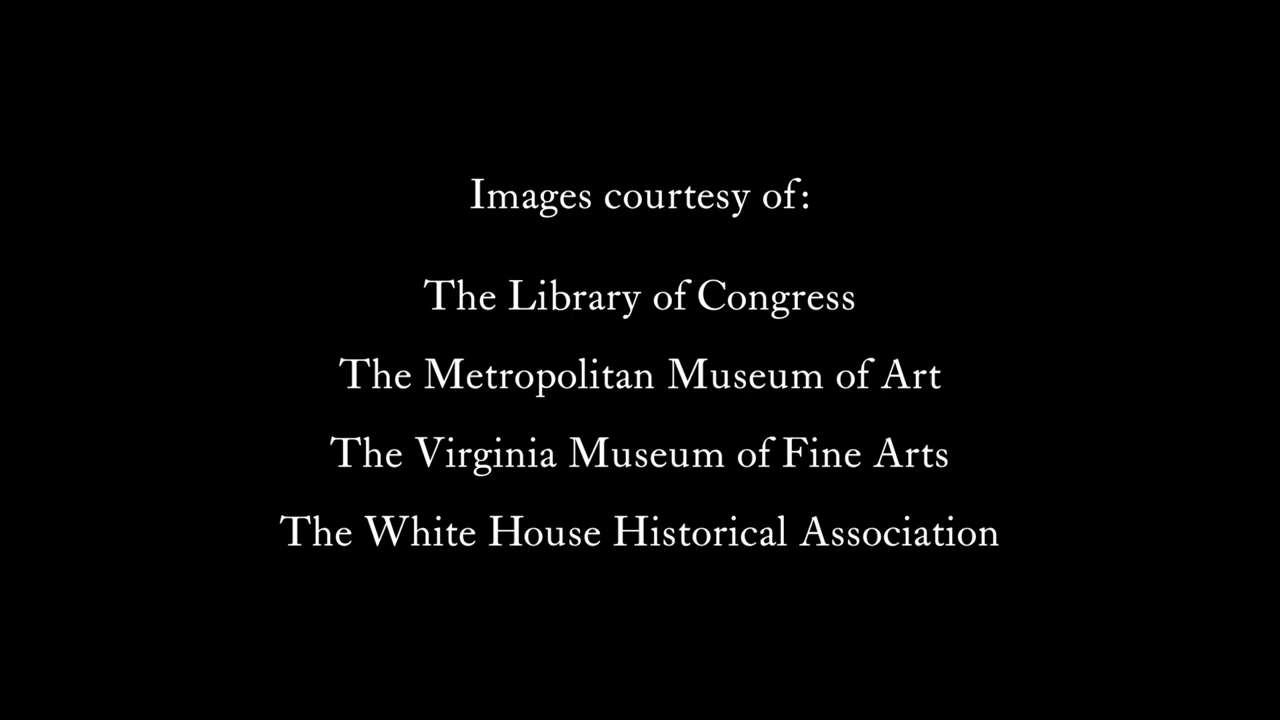 Images courtesy of:
The Library of Congress
The Metropolitan Museum of Art
The Virginia Museum of Fine Arts
The White House Historical Association